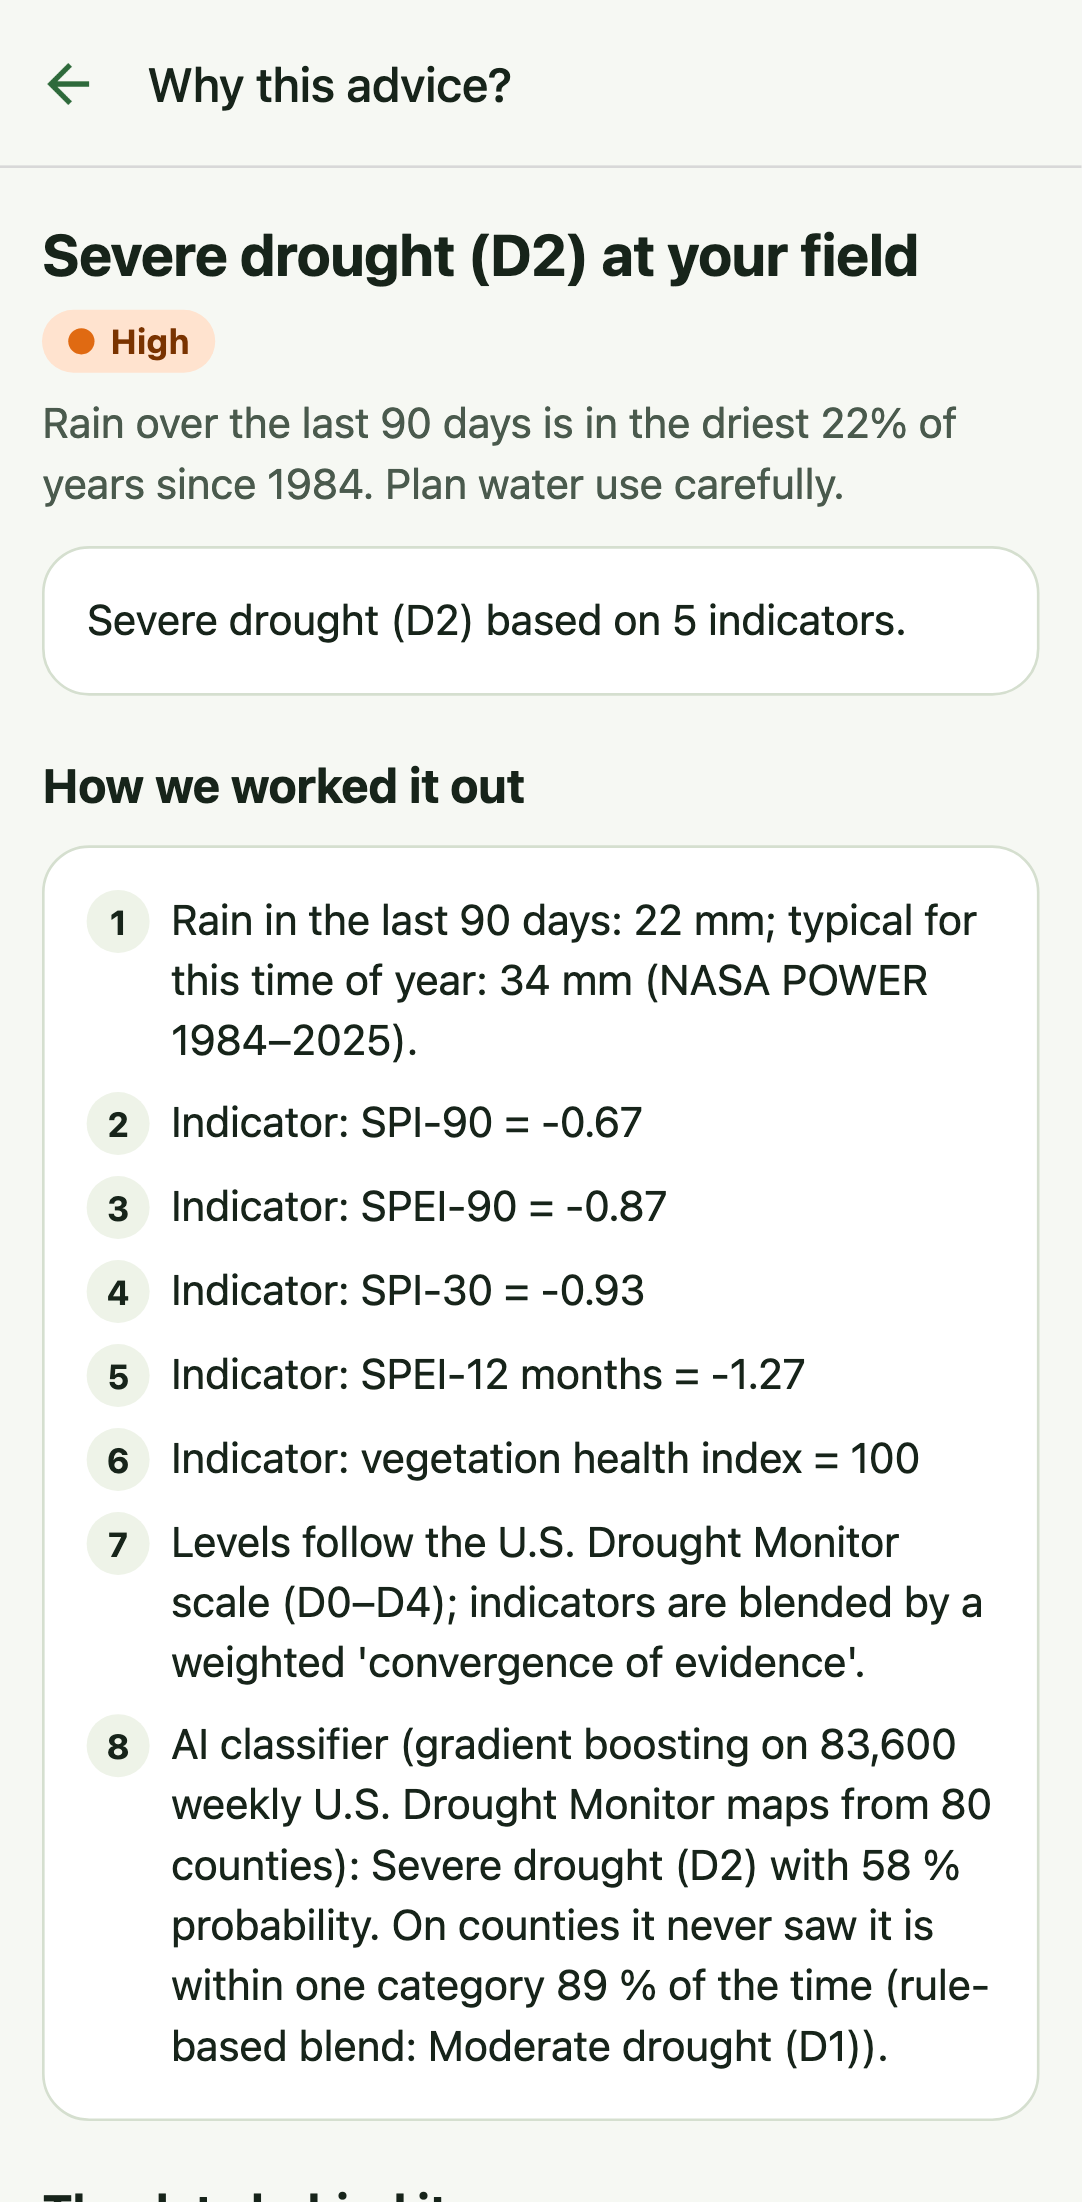 Why this advice?
Severe drought (D2) at your field
High
Rain over the last 90 days is in the driest 22% of
years since 1984. Plan water use carefully.
Severe drought (D2) based on 5 indicators.
How we worked it out
1 Rain in the last 90 days: 22 mm; typical for
this time of year: 34 mm (NASA POWER
1984–2025).
2 Indicator: SPI-90 = -0.67
3 Indicator: SPEI-90 = -0.87
4 Indicator: SPI-30 = -0.93
5 Indicator: SPEI-12 months = -1.27
6 Indicator: vegetation health index = 100
7 Levels follow the U.S. Drought Monitor
scale (D0–D4); indicators are blended by a
weighted 'convergence of evidence'.
8 AI classifier (gradient boosting on 83,600
weekly U.S. Drought Monitor maps from 80
counties): Severe drought (D2) with 58 %
probability. On counties it never saw it is
within one category 89 % of the time (rule-
based blend: Moderate drought (D1)).